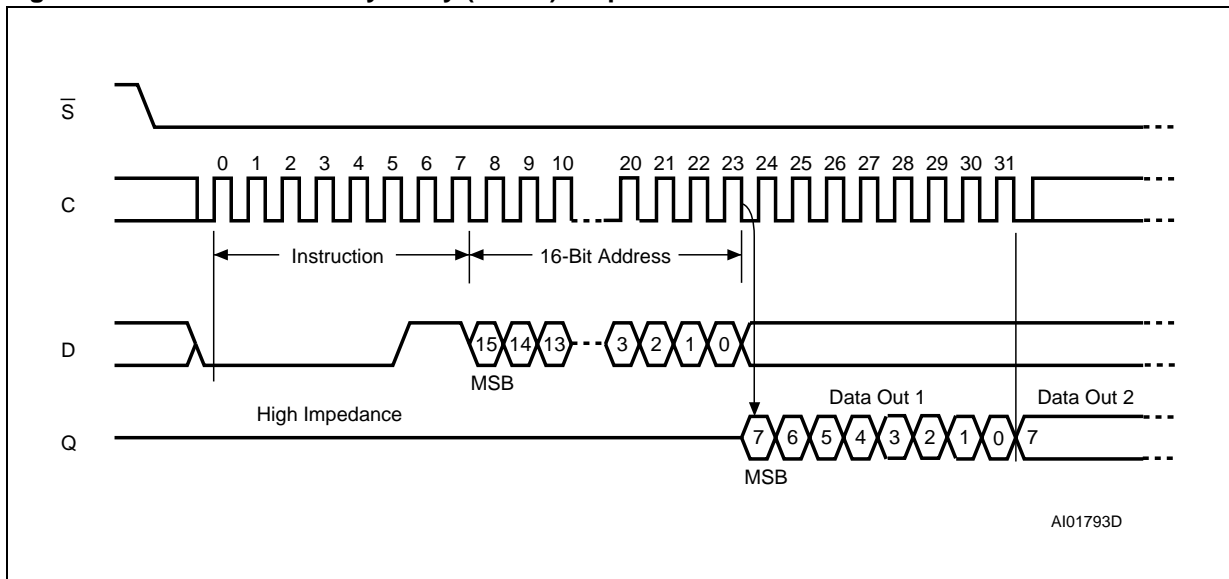 S
0 1 2 3 4 5 6 7 8 9 10 20 21 22 23 24 25 26 27 28 29 30 31
C
Instruction 16-Bit Address
D 15 14 13 3 2 1 0
MSB
High Impedance Data Out 1 Data Out 2
Q 7 6 5 4 3 2 1 0 7
MSB
AI01793D